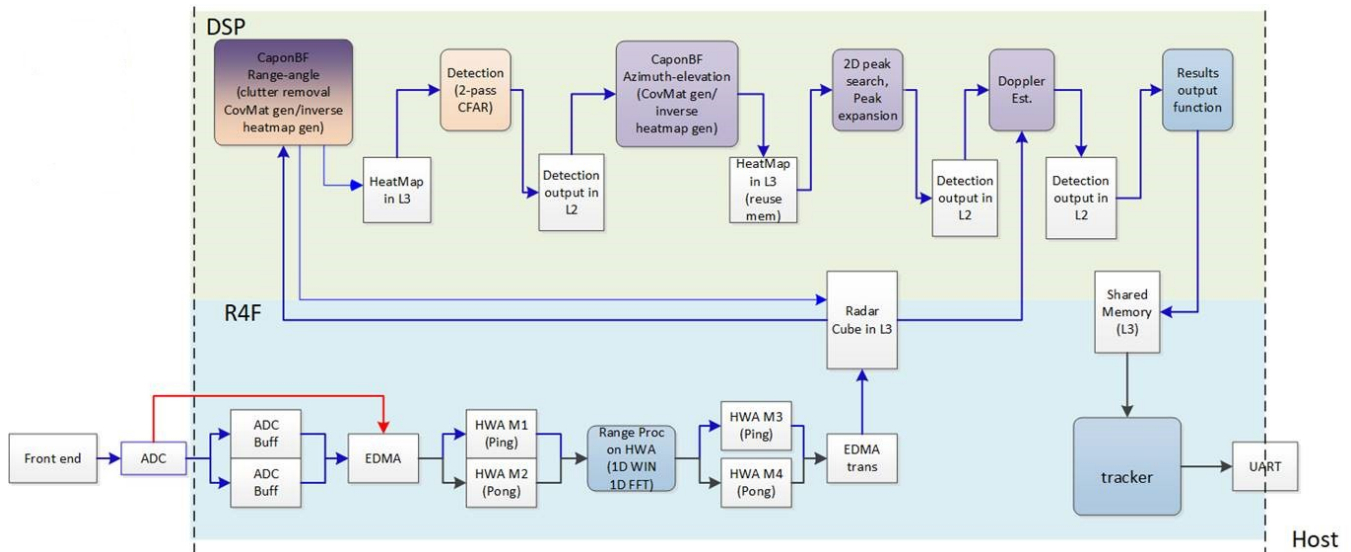 DSP
CaponBF
Range-angle
(clutter removal
CovMat gen/inverse
heatmap gen)
HeatMap
in L3
Detection
(2-pass
CFAR)
Detection
output in
L2
CaponBF
Azimuth-elevation
(CovMat gen/
inverse
heatmap gen)
HeatMap
in L3
(reuse
mem)
2D peak
search,
Peak
expansion
Detection
output in
L2
Doppler
Est.
Detection
output in
L2
Results
output
function
R4F
Radar
Cube in L3
Shared
Memory
(L3)
Front end
ADC
ADC
Buff
ADC
Buff
EDMA
HWA M1
(Ping)
HWA M2
(Pong)
Range Proc
on HWA
(1D WIN
1D FFT)
HWA M3
(Ping)
HWA M4
(Pong)
EDMA
trans
tracker
UART
Host